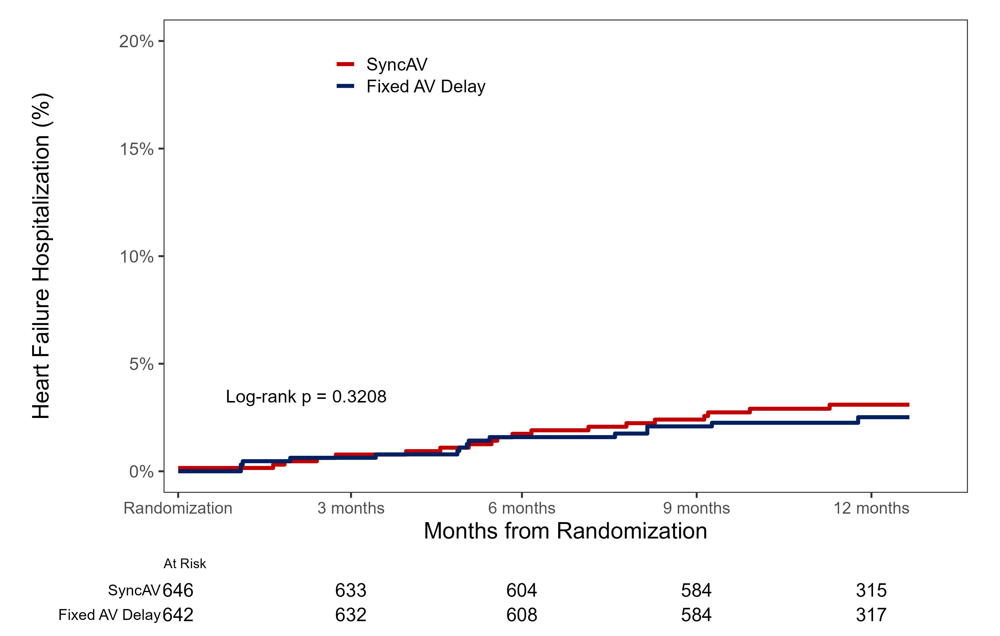 20%
SyncAV
Fixed AV Delay
15%
10%
5%
0%
Heart Failure Hospitalization (%)
Log-rank p = 0.3208
Randomization 3 months 6 months 9 months 12 months
Months from Randomization
At Risk
SyncAV 646 633 604 584 315
Fixed AV Delay 642 632 608 584 317